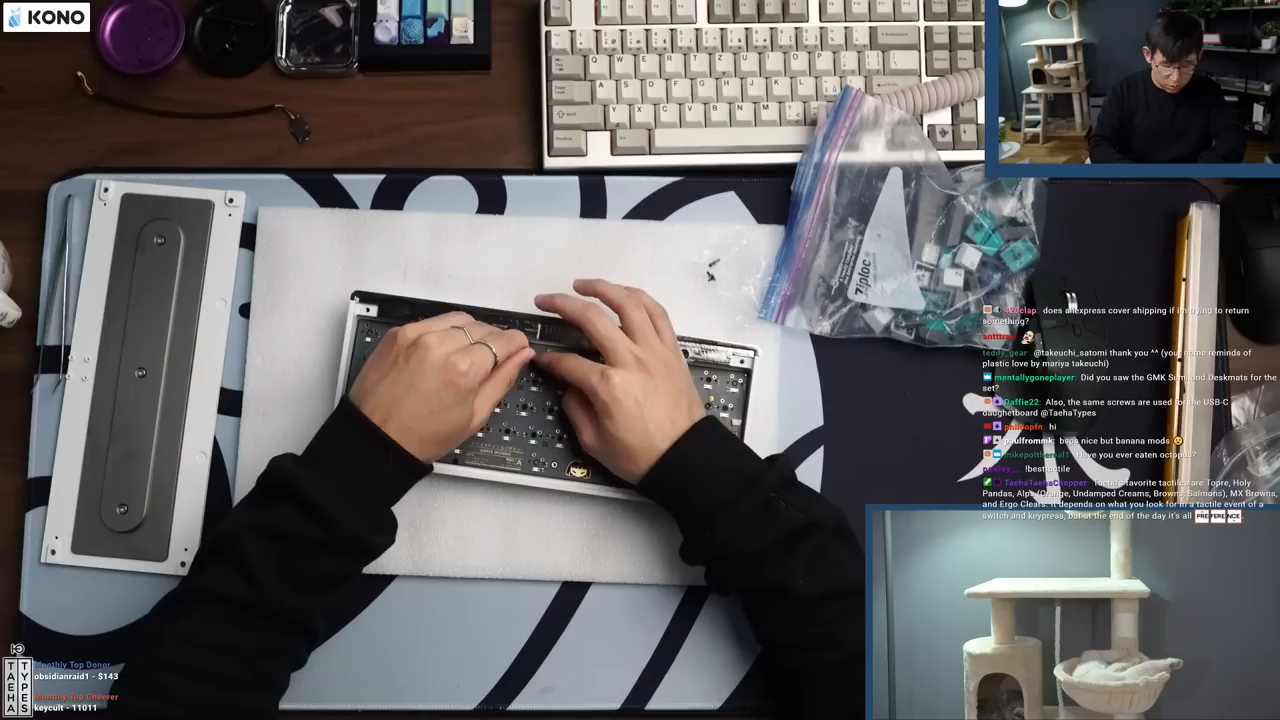 KONO
Q W E R T Y U I O P
A S D F G H J K L
Z X C V B N M
Ziploc
420clap: does aliexpress cover shipping if im trying to return
something?
teddy_gear @takeuchi_satomi thank you ^^ (your name reminds of
plastic love by mariya takeuchi)
mentallygoneplayer: Did you saw the GMK Sumi and Deskmats for the
set?
Daffie22: Also, the same screws are used for the USB-C
daughetboard @TaehaTypes
hi
paulfrommk: bsps nice but banana mods
Have you ever eaten octopus?
TaehaTaehaChopper: Taeha's favorite tactiles are Topre, Holy
Pandas, Alps (Orange, Undamped Creams, Browns, Salmons), MX Browns,
and Ergo Clears. It depends on what you look for in a tactile event of a
switch and keypress, but at the end of the day it's all PREFERENCE
Monthly Top Donor
obsidianraid1 - $143
Monthly Top Cheerer
keycult - 11011
TAEHA
TYPES